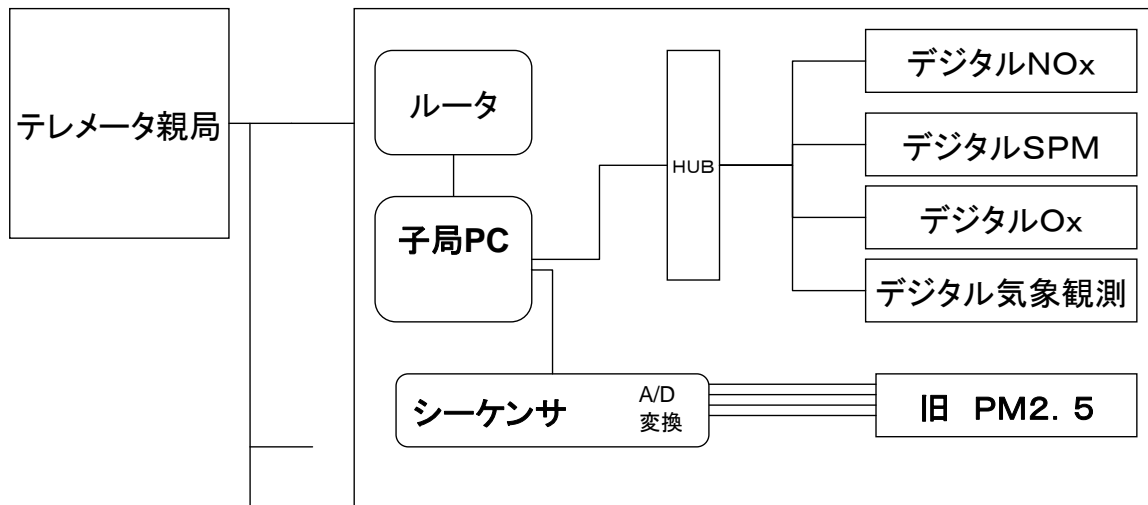 テレメータ親局
ルータ
子局PC
HUB
デジタルNOx
デジタルSPM
デジタルOx
デジタル気象観測
シーケンサ
A/D
変換
旧 PM2．5